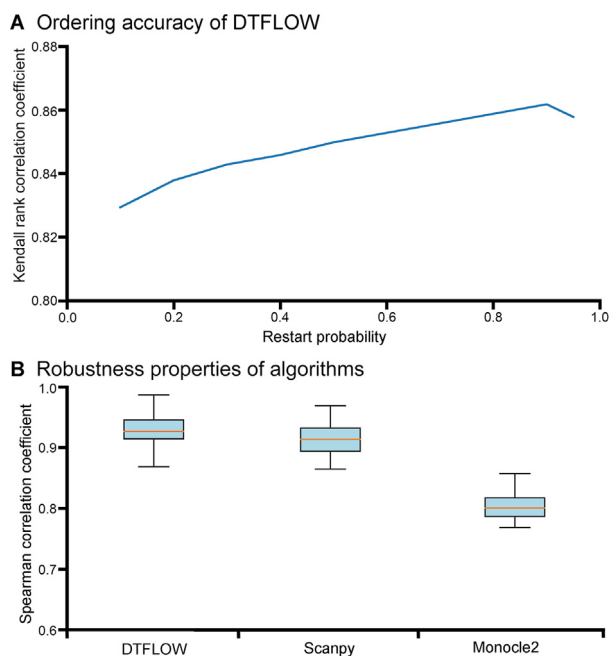 A Ordering accuracy of DTFLOW
Kendall rank correlation coefficient
0.88
0.86
0.84
0.82
0.80
0.0 0.2 0.4 0.6 0.8 1.0
Restart probability
B Robustness properties of algorithms
Spearman correlation coefficient
1.0
0.9
0.8
0.7
0.6
DTFLOW Scanpy Monocle2